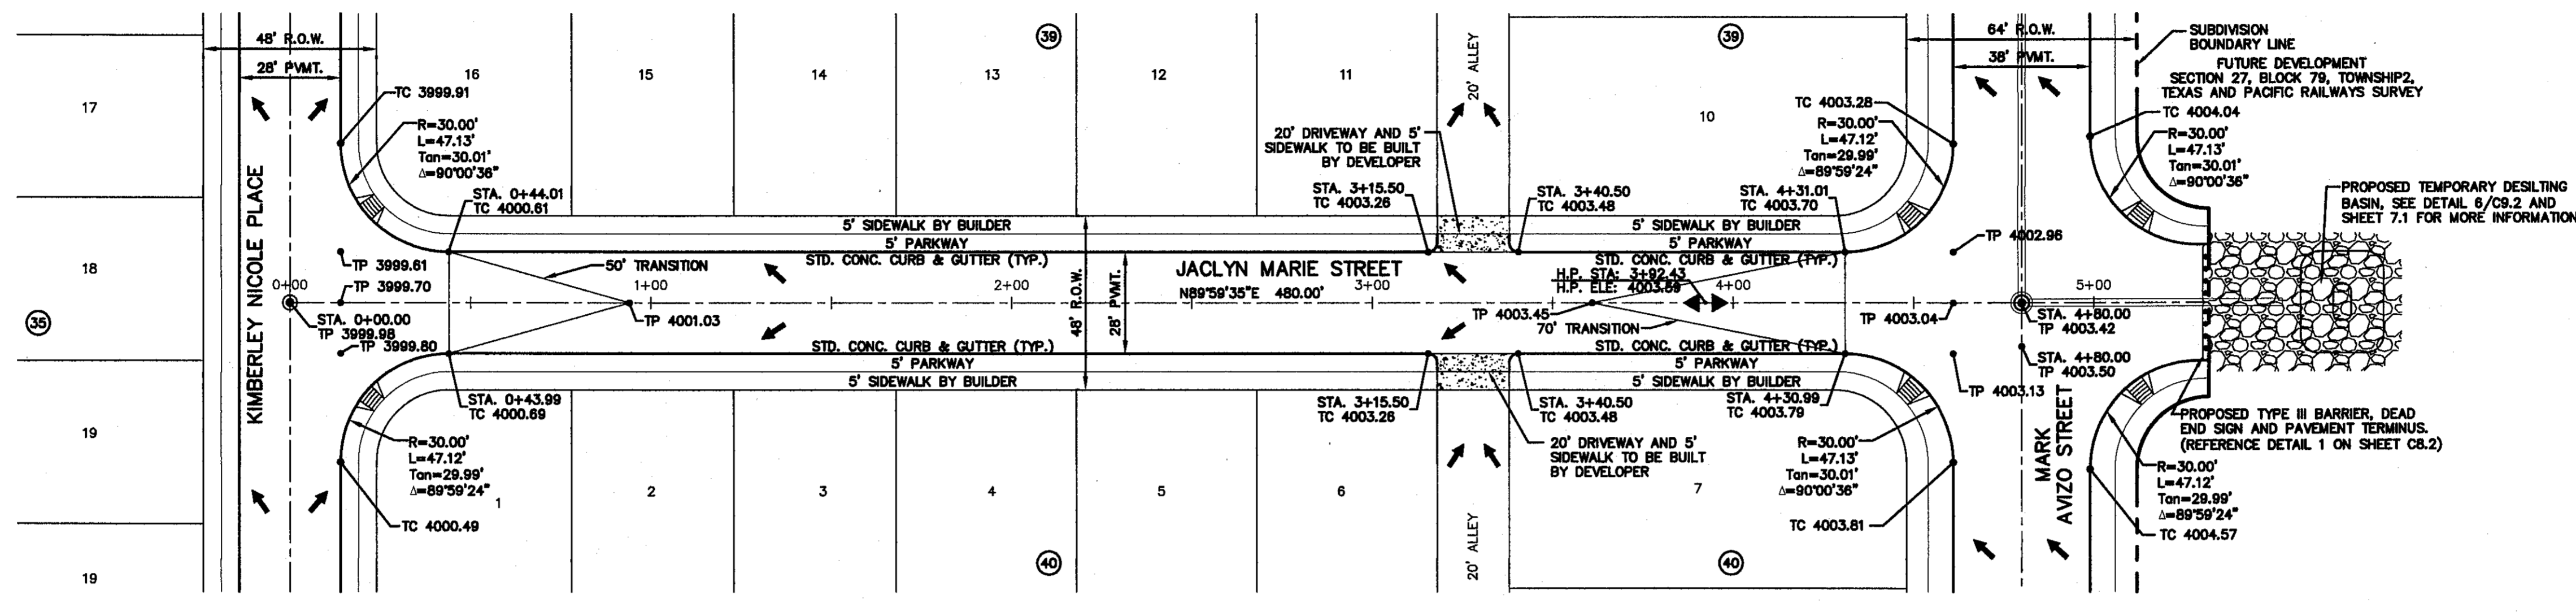 48' R.O.W.
28' PVMT.
17
18
19
19
35
KIMBERLEY NICOLE PLACE
TC 3999.91
R=30.00'
L=47.13'
Tan=30.01'
Δ=90°00'36"
STA. 0+44.01
TC 4000.61
TP 3999.61
TP 3999.70
0+00
STA. 0+00.00
TP 3999.98
TP 3999.80
50' TRANSITION
1+00
TP 4001.03
STA. 0+43.99
TC 4000.69
R=30.00'
L=47.12'
Tan=29.99'
Δ=89°59'24"
TC 4000.49
16
15
14
13
12
11
10
39
39
1
2
3
4
5
6
7
40
40
5' SIDEWALK BY BUILDER
5' PARKWAY
STD. CONC. CURB & GUTTER (TYP.)
2+00
48' R.O.W.
28' PVMT.
STD. CONC. CURB & GUTTER (TYP.)
5' PARKWAY
5' SIDEWALK BY BUILDER
JACLYN MARIE STREET
N89°59'35"E 480.00'
3+00
20' ALLEY
20' DRIVEWAY AND 5'
SIDEWALK TO BE BUILT
BY DEVELOPER
STA. 3+15.50
TC 4003.26
STA. 3+40.50
TC 4003.48
STA. 4+31.01
TC 4003.70
5' SIDEWALK BY BUILDER
5' PARKWAY
STD. CONC. CURB & GUTTER (TYP.)
H.P. STA: 3+92.43
H.P. ELE: 4003.59
4+00
TP 4003.45
70' TRANSITION
STD. CONC. CURB & GUTTER (TYP.)
5' PARKWAY
5' SIDEWALK BY BUILDER
STA. 3+15.50
TC 4003.26
STA. 3+40.50
TC 4003.48
STA. 4+30.99
TC 4003.79
20' DRIVEWAY AND 5'
SIDEWALK TO BE BUILT
BY DEVELOPER
20' ALLEY
TC 4003.28
R=30.00'
L=47.12'
Tan=29.99'
Δ=89°59'24"
R=30.00'
L=47.13'
Tan=30.01'
Δ=90°00'36"
TC 4003.81
64' R.O.W.
38' PVMT.
SUBDIVISION
BOUNDARY LINE
FUTURE DEVELOPMENT
SECTION 27, BLOCK 79, TOWNSHIP2,
TEXAS AND PACIFIC RAILWAYS SURVEY
TC 4004.04
R=30.00'
L=47.13'
Tan=30.01'
Δ=90°00'36"
PROPOSED TEMPORARY DESILTING
BASIN, SEE DETAIL 6/C9.2 AND
SHEET 7.1 FOR MORE INFORMATION
TP 4002.96
TP 4003.04
5+00
STA. 4+80.00
TP 4003.42
STA. 4+80.00
TP 4003.50
TP 4003.13
MARK
AVIZO STREET
PROPOSED TYPE III BARRIER, DEAD
END SIGN AND PAVEMENT TERMINUS.
(REFERENCE DETAIL 1 ON SHEET C8.2)
R=30.00'
L=47.12'
Tan=29.99'
Δ=89°59'24"
TC 4004.57